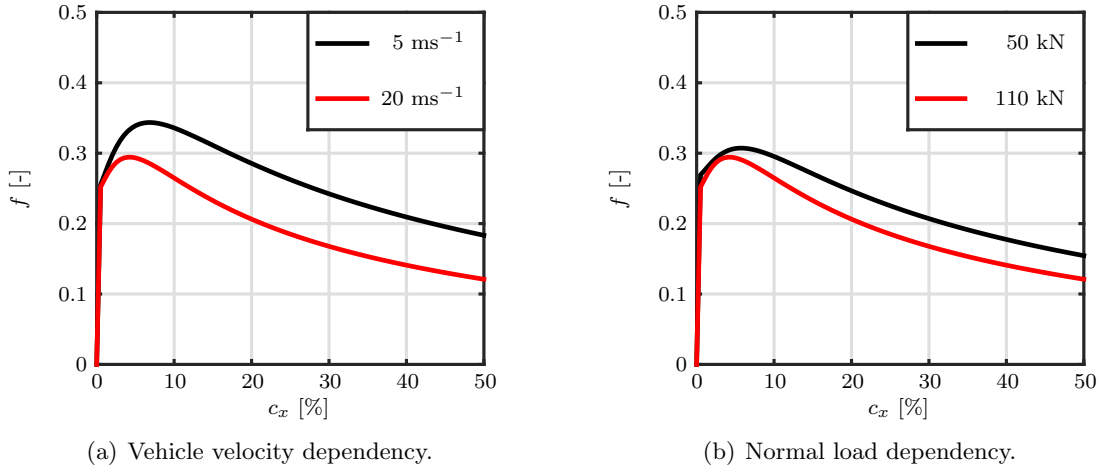 0.5
0.4
0.3
0.2
0.1
0
f [-]
0 10 20 30 40 50
c_x [%]
5 ms⁻¹
20 ms⁻¹
(a) Vehicle velocity dependency.
0.5
0.4
0.3
0.2
0.1
0
f [-]
0 10 20 30 40 50
c_x [%]
50 kN
110 kN
(b) Normal load dependency.